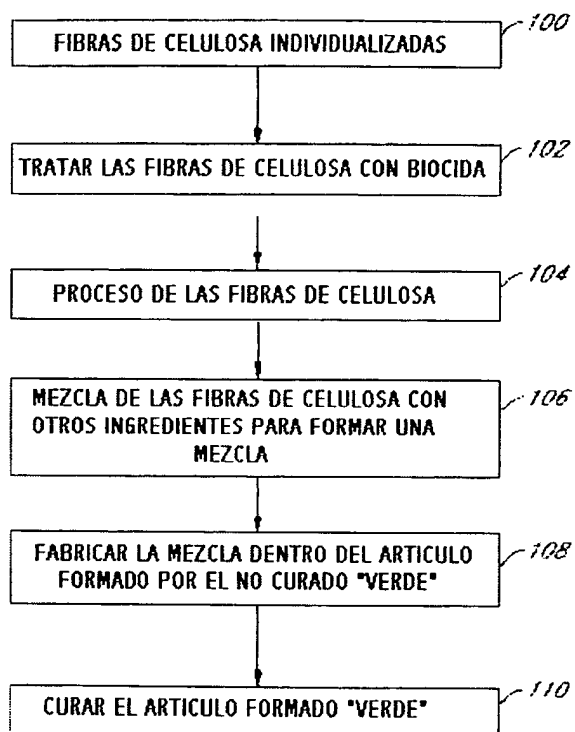 FIBRAS DE CELULOSA INDIVIDUALIZADAS
100
TRATAR LAS FIBRAS DE CELULOSA CON BIOCIDA
102
PROCESO DE LAS FIBRAS DE CELULOSA
104
MEZCLA DE LAS FIBRAS DE CELULOSA CON
OTROS INGREDIENTES PARA FORMAR UNA
MEZCLA
106
FABRICAR LA MEZCLA DENTRO DEL ARTICULO
FORMADO POR EL NO CURADO "VERDE"
108
CURAR EL ARTICULO FORMADO "VERDE"
110